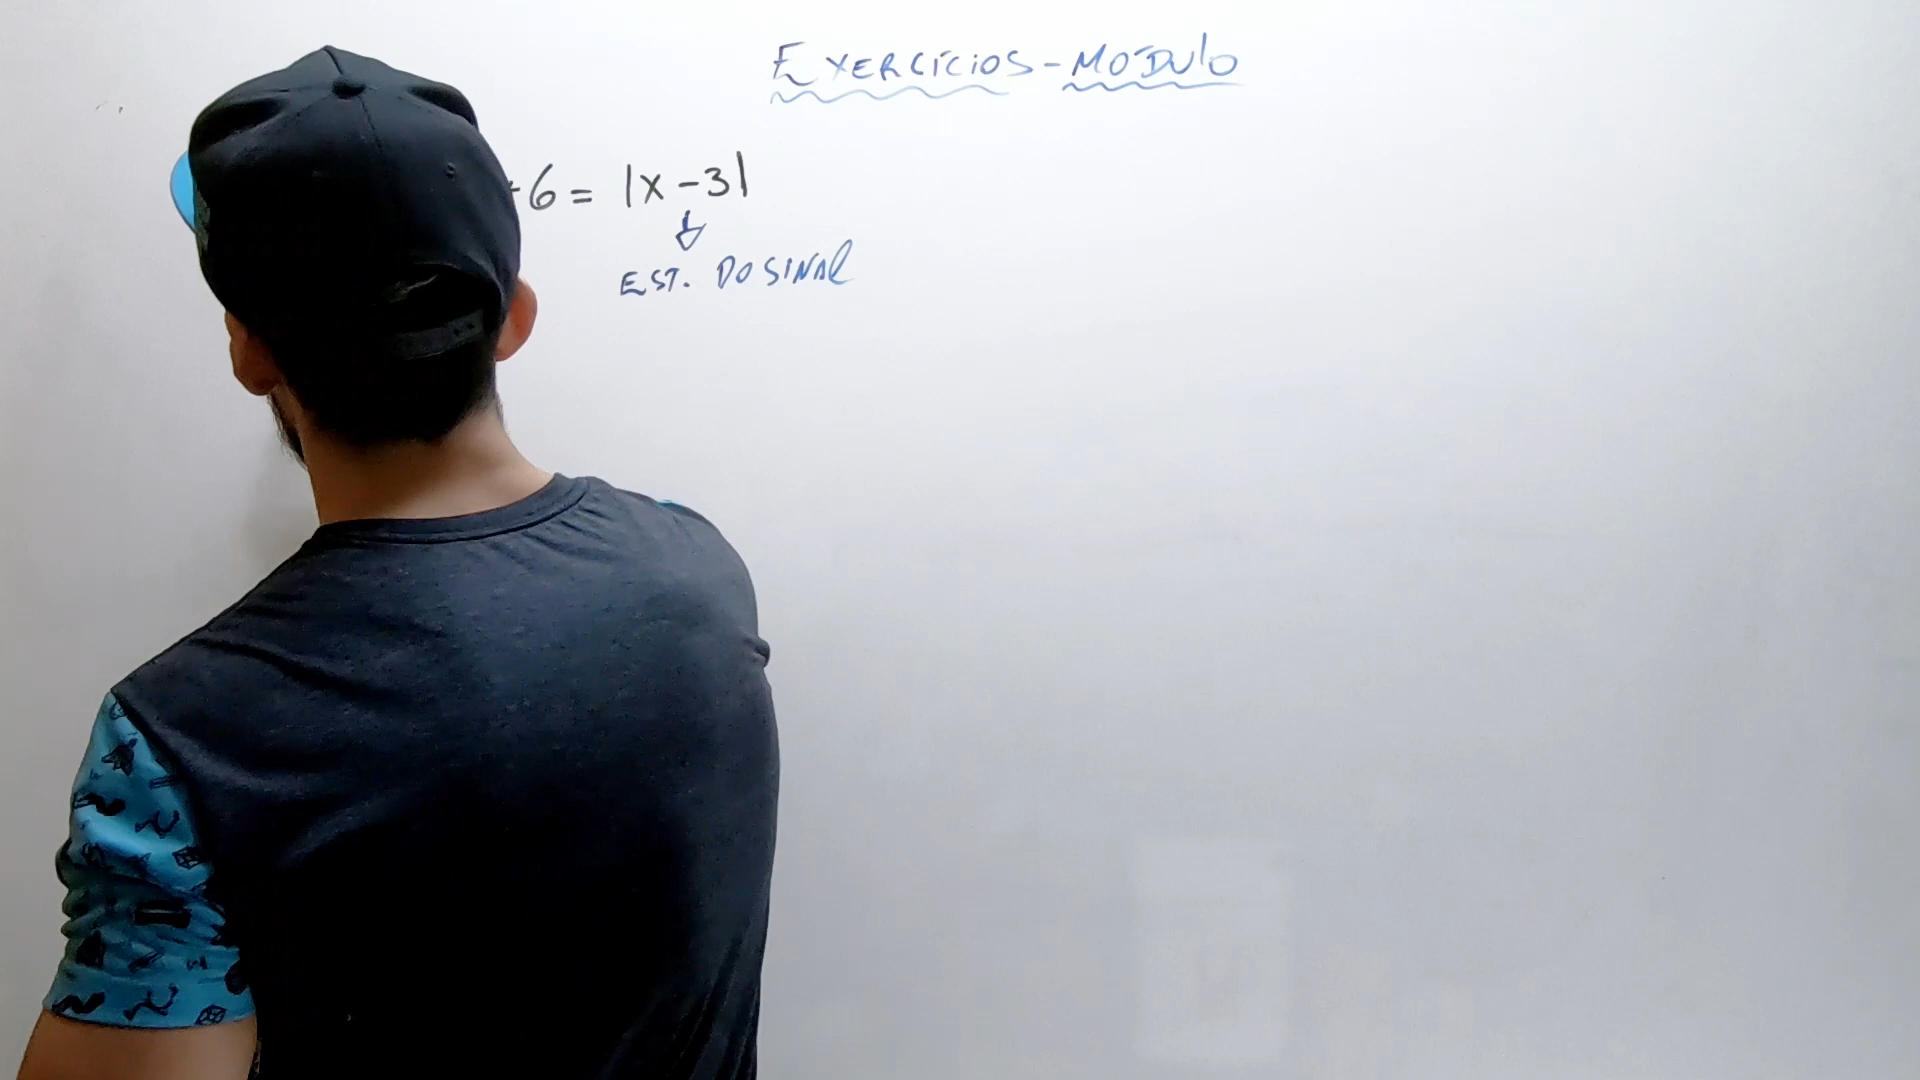 EXERCÍCIOS - MÓDULO
+6 = |x - 3|
EST. DO SINAL